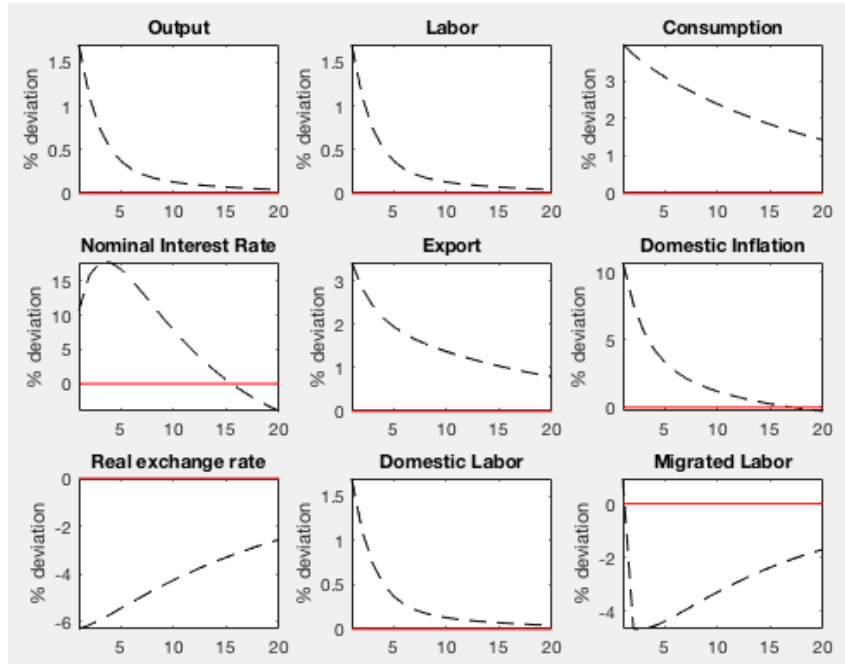 Output
Labor
Consumption
% deviation
1.5
1
0.5
0
5 10 15 20
% deviation
1.5
1
0.5
0
5 10 15 20
% deviation
3
2
1
0
5 10 15 20
Nominal Interest Rate
Export
Domestic Inflation
% deviation
15
10
5
0
5 10 15 20
% deviation
3
2
1
0
5 10 15 20
% deviation
10
5
0
5 10 15 20
Real exchange rate
Domestic Labor
Migrated Labor
% deviation
0
-2
-4
-6
5 10 15 20
% deviation
1.5
1
0.5
0
5 10 15 20
% deviation
0
-2
-4
5 10 15 20